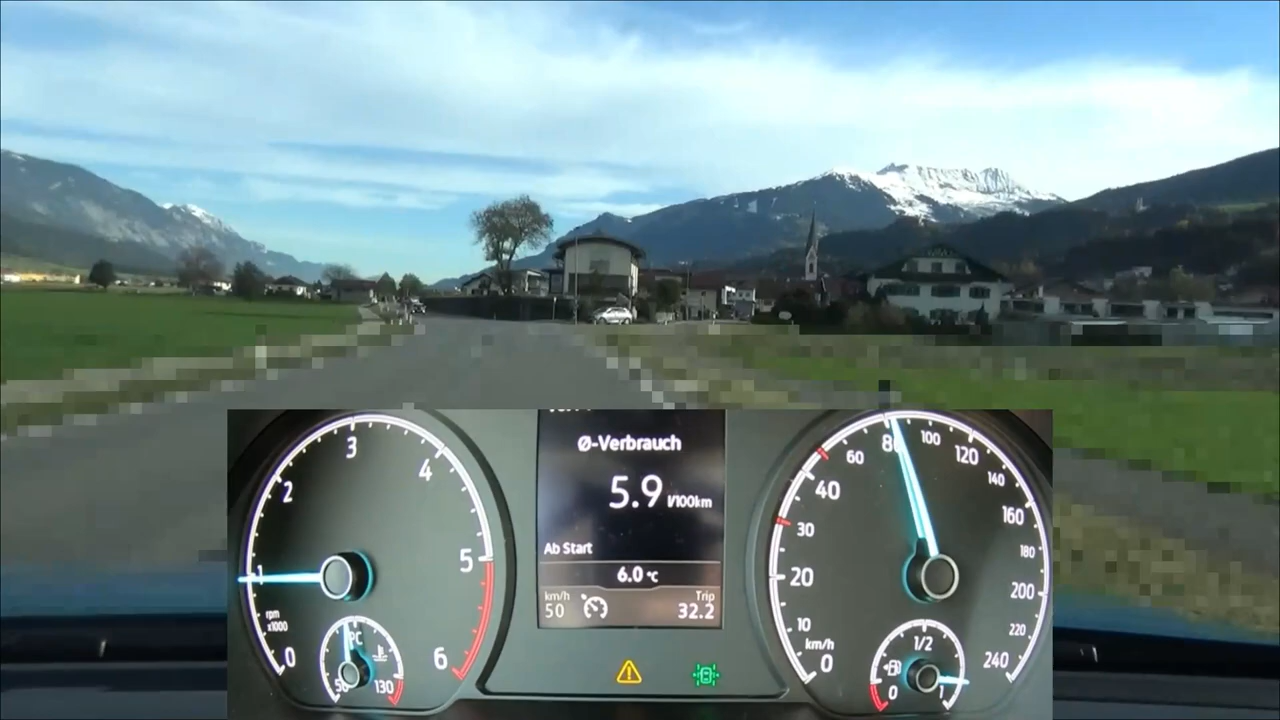 Ø-Verbrauch
5.9 l/100km
Ab Start
6.0 °C
km/h
50
Trip
32.2
0
1
2
3
4
5
6
rpm
x1000
50
°C
130
0
10
20
30
40
60
80
100
120
140
160
180
200
220
240
km/h
0
1/2
1